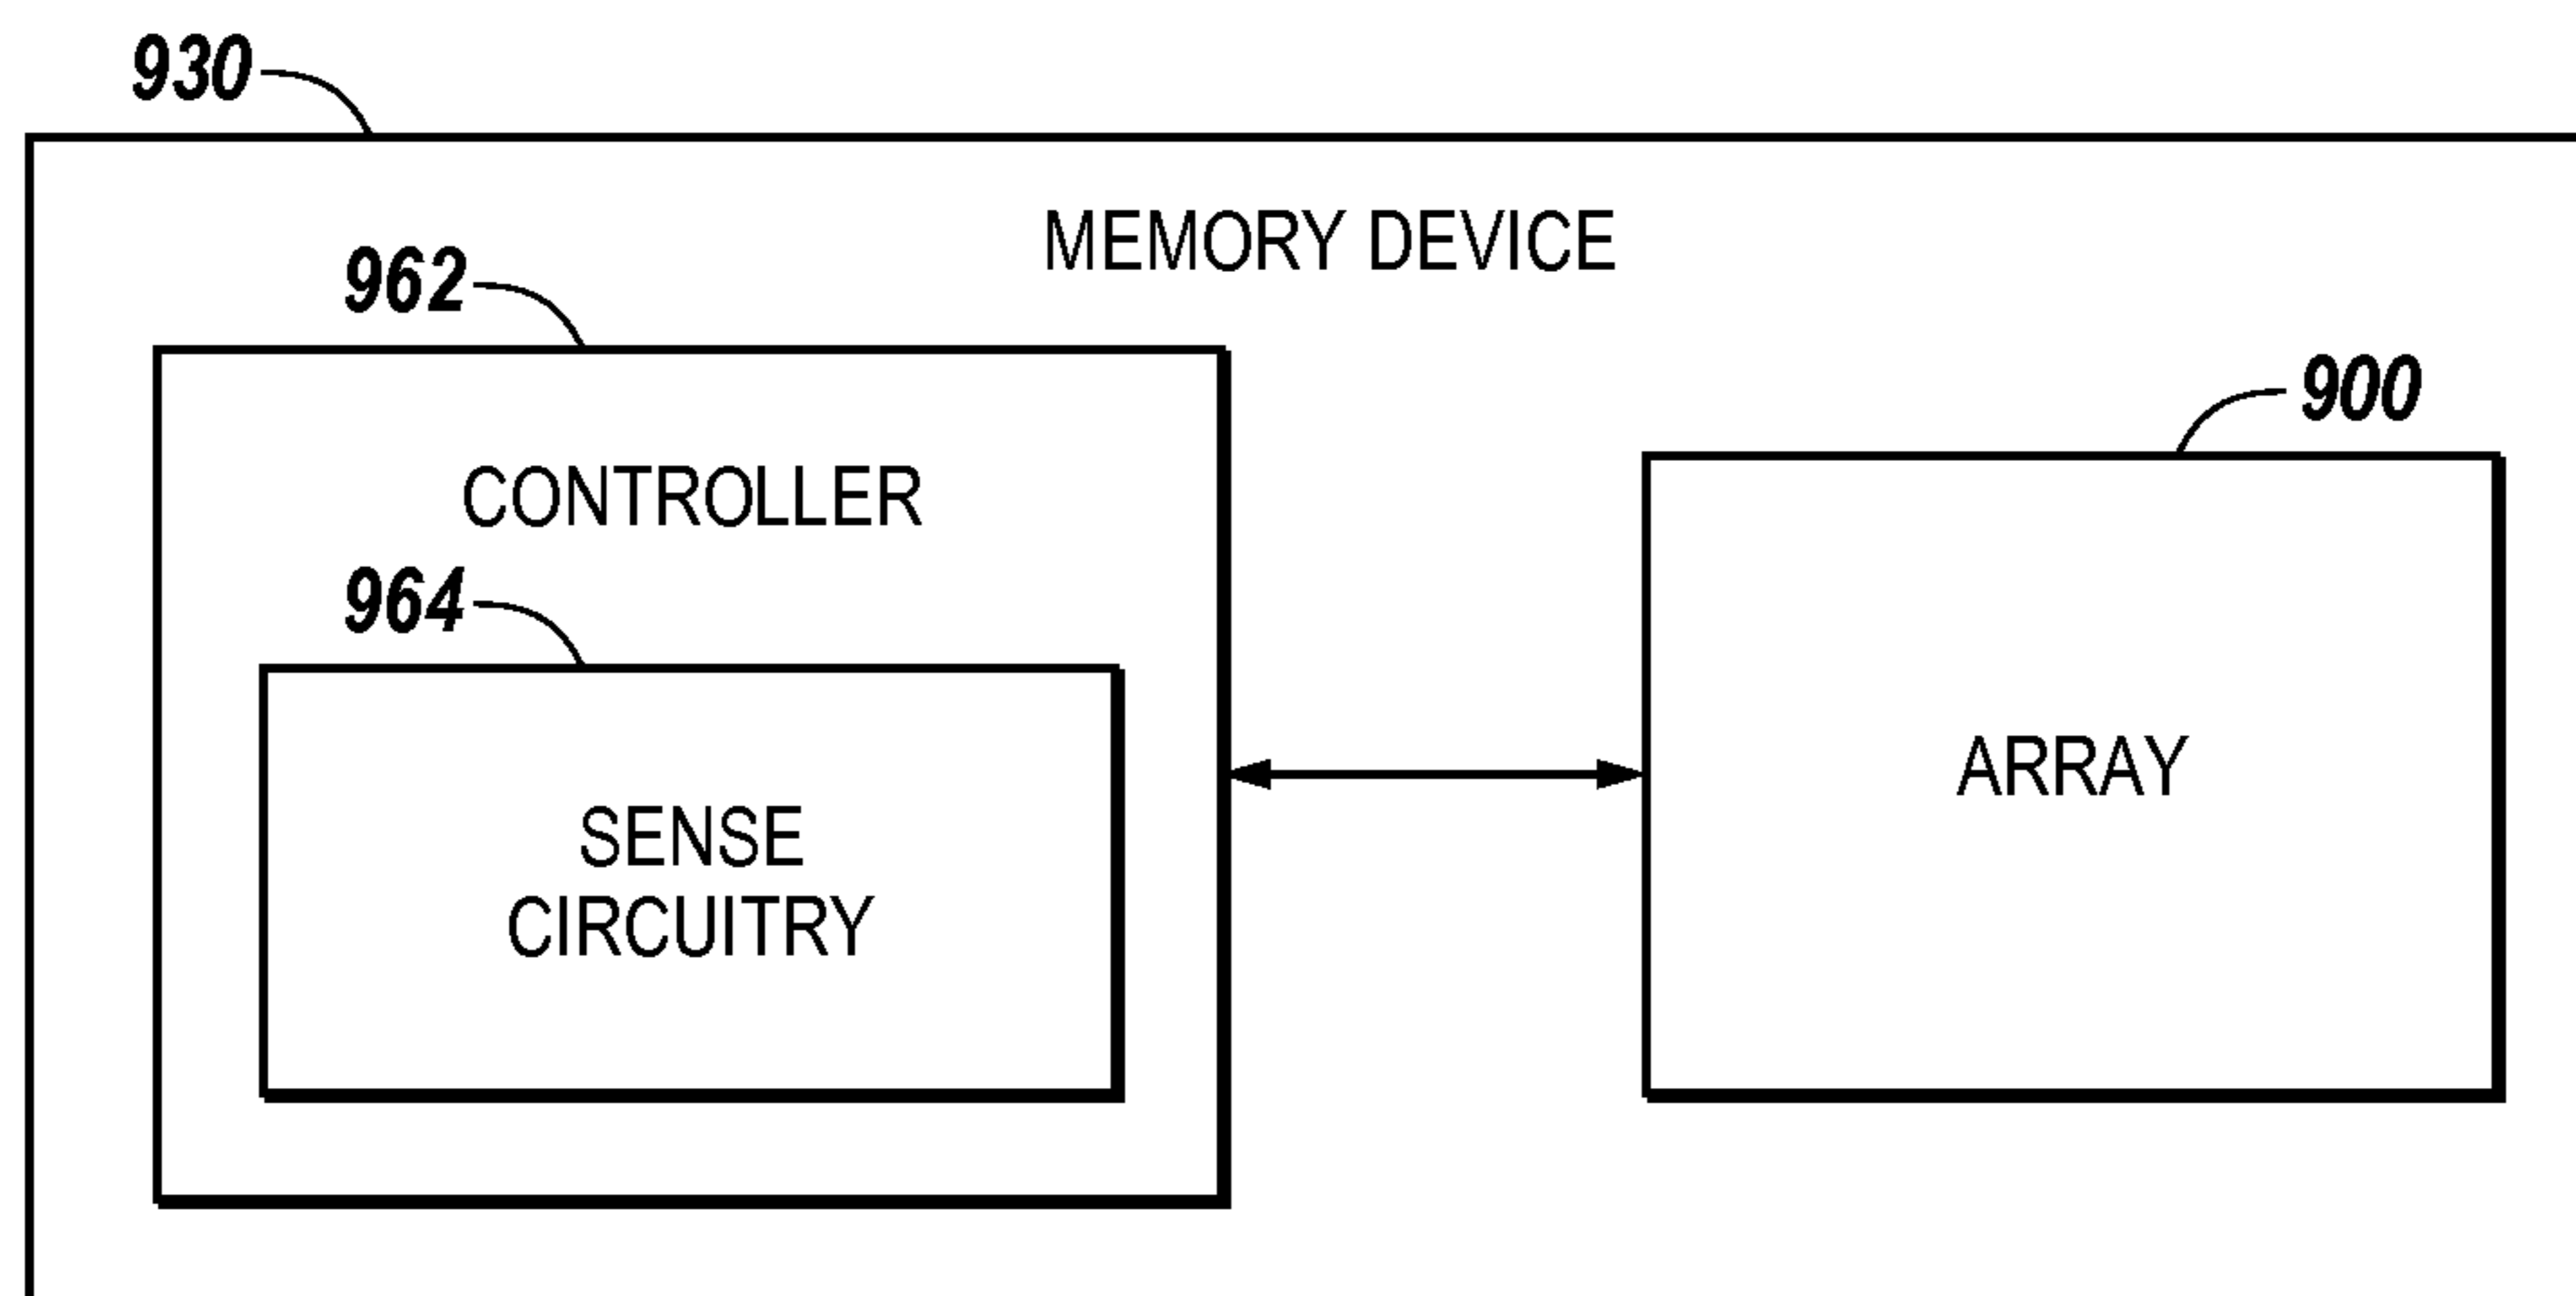 930
MEMORY DEVICE
962
900
CONTROLLER
964
ARRAY
SENSE
CIRCUITRY